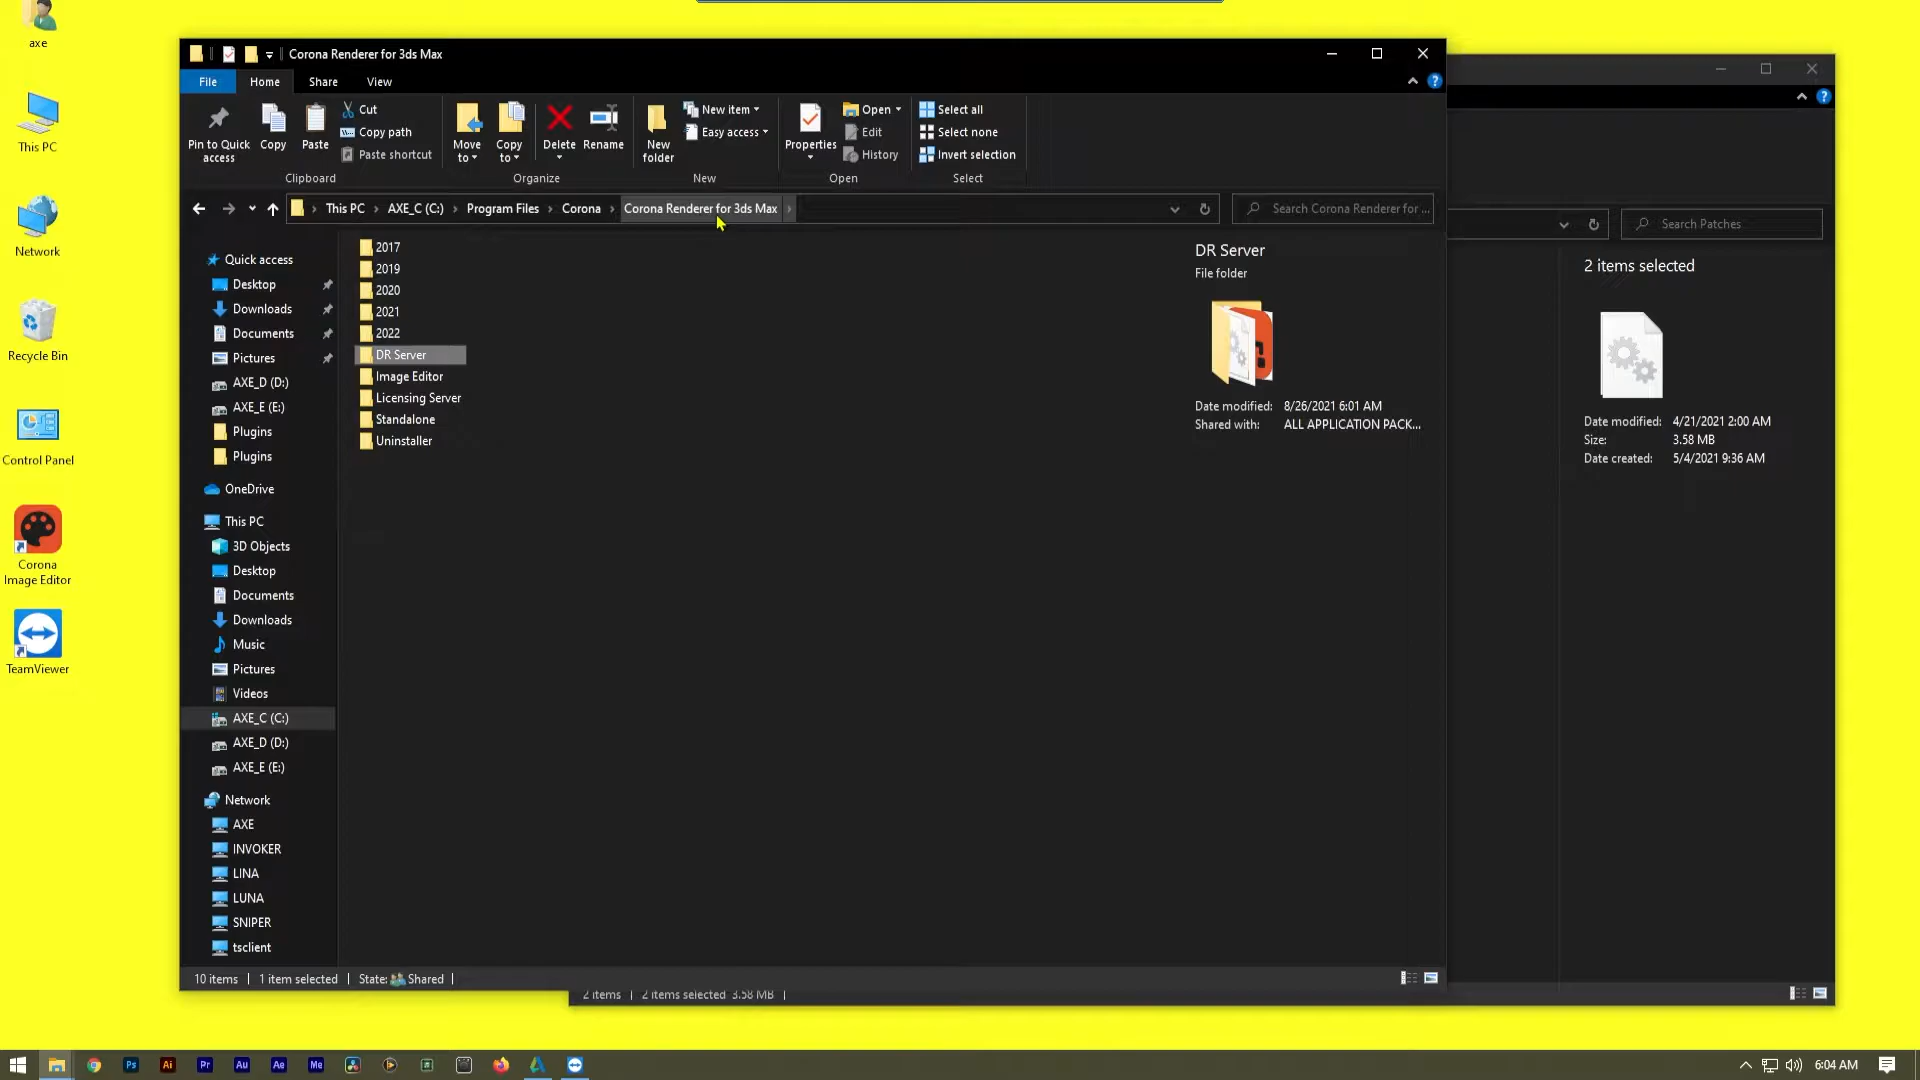 axe
This PC
Network
Recycle Bin
Control Panel
Corona
Image Editor
TeamViewer
Corona Renderer for 3ds Max
File
Home
Share
View
Pin to Quick
access
Copy
Paste
Cut
Copy path
Paste shortcut
Clipboard
Move
to
Copy
to
Delete
Rename
Organize
New
folder
New item
Easy access
New
Properties
Open
Edit
History
Open
Select all
Select none
Invert selection
Select
This PC > AXE_C (C:) > Program Files > Corona > Corona Renderer for 3ds Max >
Search Corona Renderer for ...
Quick access
Desktop
Downloads
Documents
Pictures
AXE_D (D:)
AXE_E (E:)
Plugins
Plugins
OneDrive
This PC
3D Objects
Desktop
Documents
Downloads
Music
Pictures
Videos
AXE_C (C:)
AXE_D (D:)
AXE_E (E:)
Network
AXE
INVOKER
LINA
LUNA
SNIPER
tsclient
2017
2019
2020
2021
2022
DR Server
Image Editor
Licensing Server
Standalone
Uninstaller
DR Server
File folder
Date modified: 8/26/2021 6:01 AM
Shared with: ALL APPLICATION PACK...
10 items
1 item selected
State: Shared
Search Patches
2 items selected
Date modified: 4/21/2021 2:00 AM
Size: 3.58 MB
Date created: 5/4/2021 9:36 AM
2 items
2 items selected 3.58 MB
Ps
Ai
Pr
Au
Ae
Me
6:04 AM